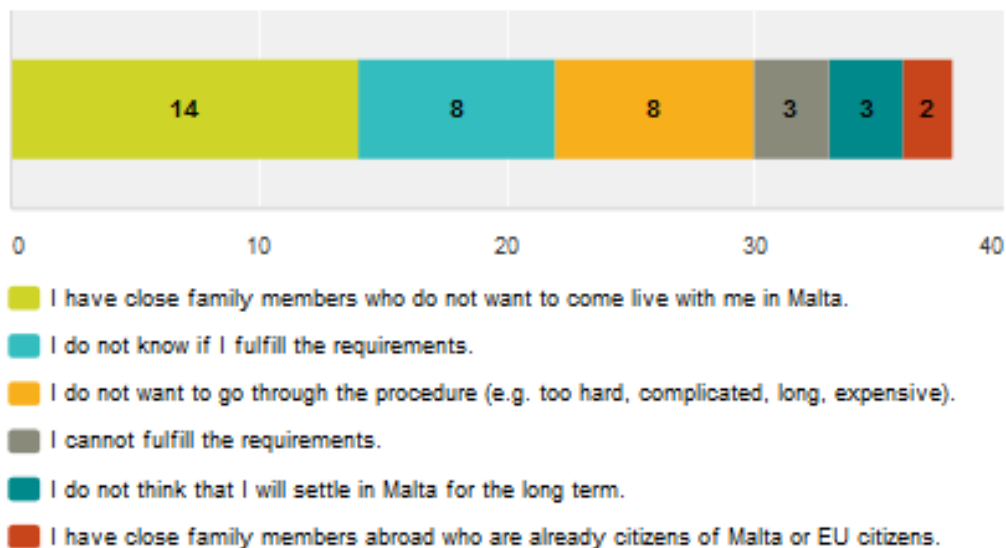 14 8 8 3 3 2
0 10 20 30 40
I have close family members who do not want to come live with me in Malta.
I do not know if I fulfill the requirements.
I do not want to go through the procedure (e.g. too hard, complicated, long, expensive).
I cannot fulfill the requirements.
I do not think that I will settle in Malta for the long term.
I have close family members abroad who are already citizens of Malta or EU citizens.